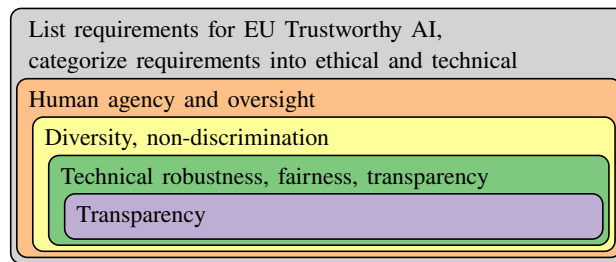 List requirements for EU Trustworthy AI,
categorize requirements into ethical and technical
Human agency and oversight
Diversity, non-discrimination
Technical robustness, fairness, transparency
Transparency